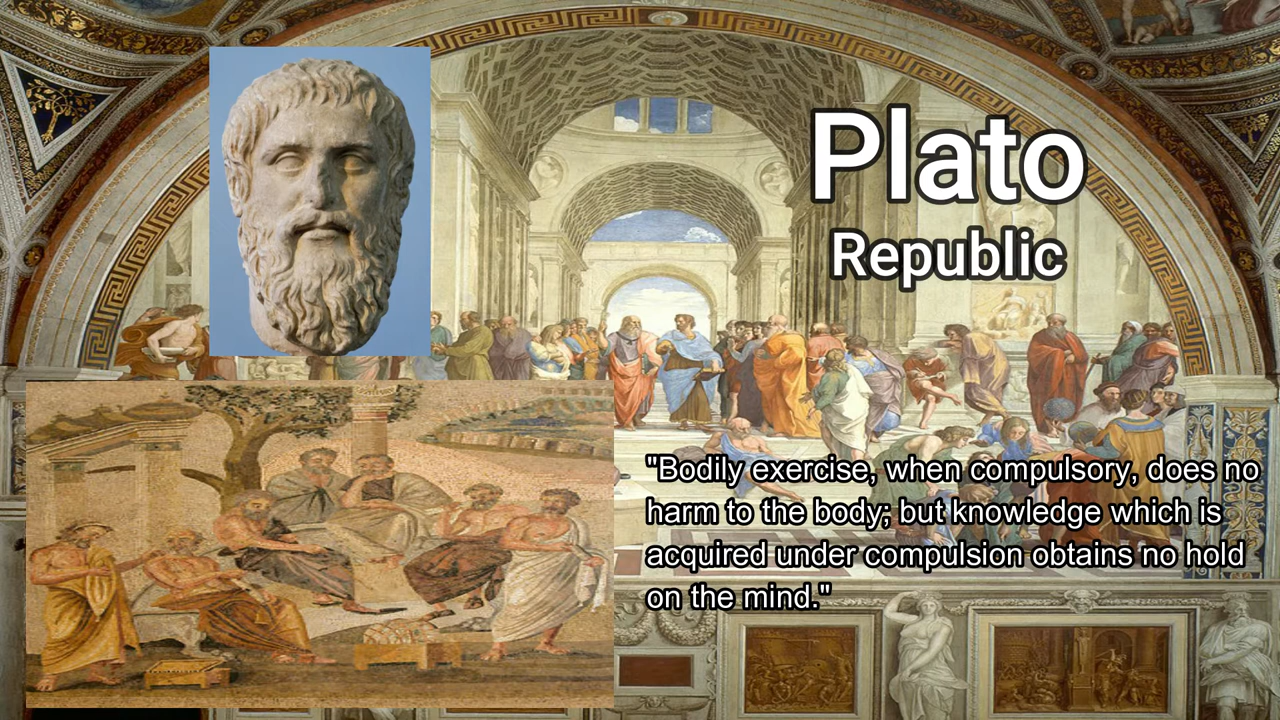 Plato
Republic
"Bodily exercise, when compulsory, does no
harm to the body; but knowledge which is
acquired under compulsion obtains no hold
on the mind."